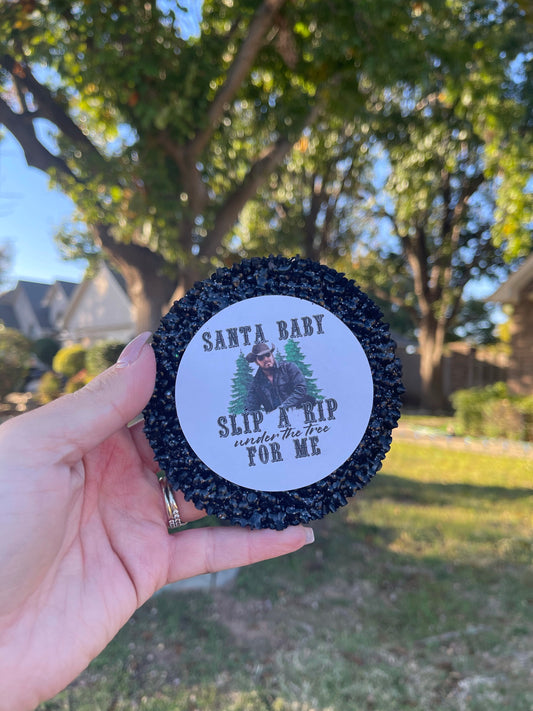 SANTA BABY
SLIP A RIP
under the tree
FOR ME